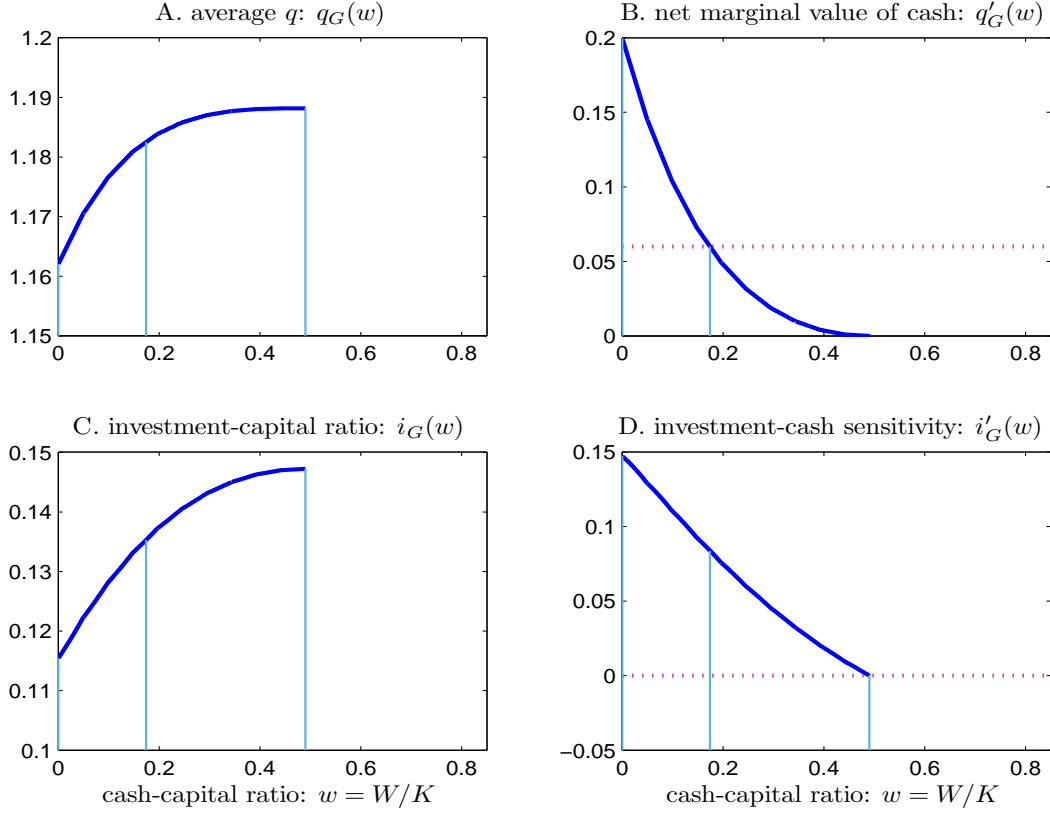 A. average q: q_G(w)
1.2
1.19
1.18
1.17
1.16
1.15
0 0.2 0.4 0.6 0.8
B. net marginal value of cash: q′_G(w)
0.2
0.15
0.1
0.05
0
0 0.2 0.4 0.6 0.8
C. investment-capital ratio: i_G(w)
0.15
0.14
0.13
0.12
0.11
0.1
0 0.2 0.4 0.6 0.8
cash-capital ratio: w = W/K
D. investment-cash sensitivity: i′_G(w)
0.15
0.1
0.05
0
−0.05
0 0.2 0.4 0.6 0.8
cash-capital ratio: w = W/K